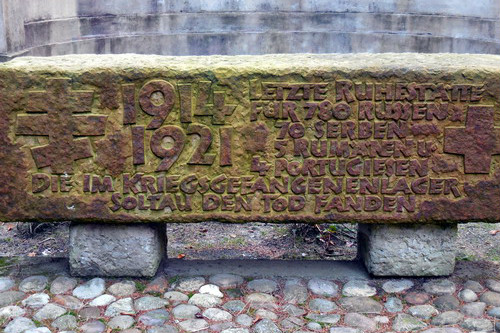 1914
1921
LETZTE RUHESTÄTTE
FÜR 780 RUSSEN
70 SERBEN
5 RUMÄNEN U.
4 PORTUGIESEN
DIE IM KRIEGSGEFANGENENLAGER
SOLTAU DEN TOD FANDEN